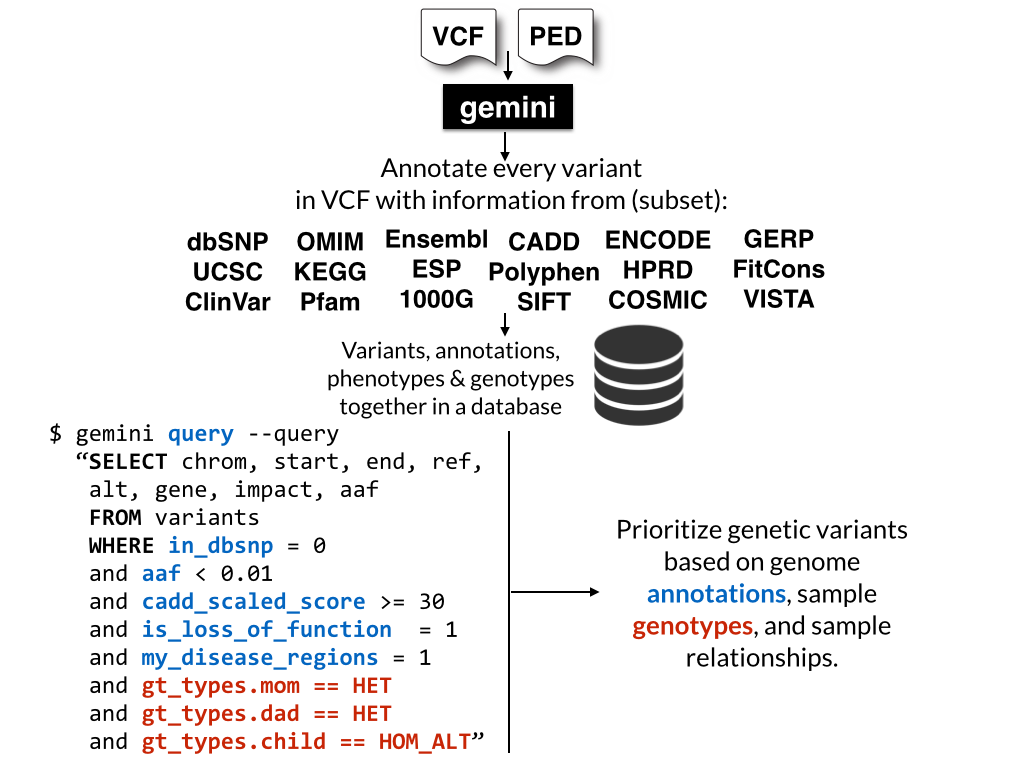 VCF PED
gemini
Annotate every variant
in VCF with information from (subset):
dbSNP OMIM Ensembl CADD ENCODE GERP
UCSC KEGG ESP Polyphen HPRD FitCons
ClinVar Pfam 1000G SIFT COSMIC VISTA
Variants, annotations,
phenotypes & genotypes
together in a database
$ gemini query --query
“SELECT chrom, start, end, ref,
alt, gene, impact, aaf
FROM variants
WHERE in_dbsnp = 0
and aaf < 0.01
and cadd_scaled_score >= 30
and is_loss_of_function = 1
and my_disease_regions = 1
and gt_types.mom == HET
and gt_types.dad == HET
and gt_types.child == HOM_ALT”
Prioritize genetic variants
based on genome
annotations, sample
genotypes, and sample
relationships.